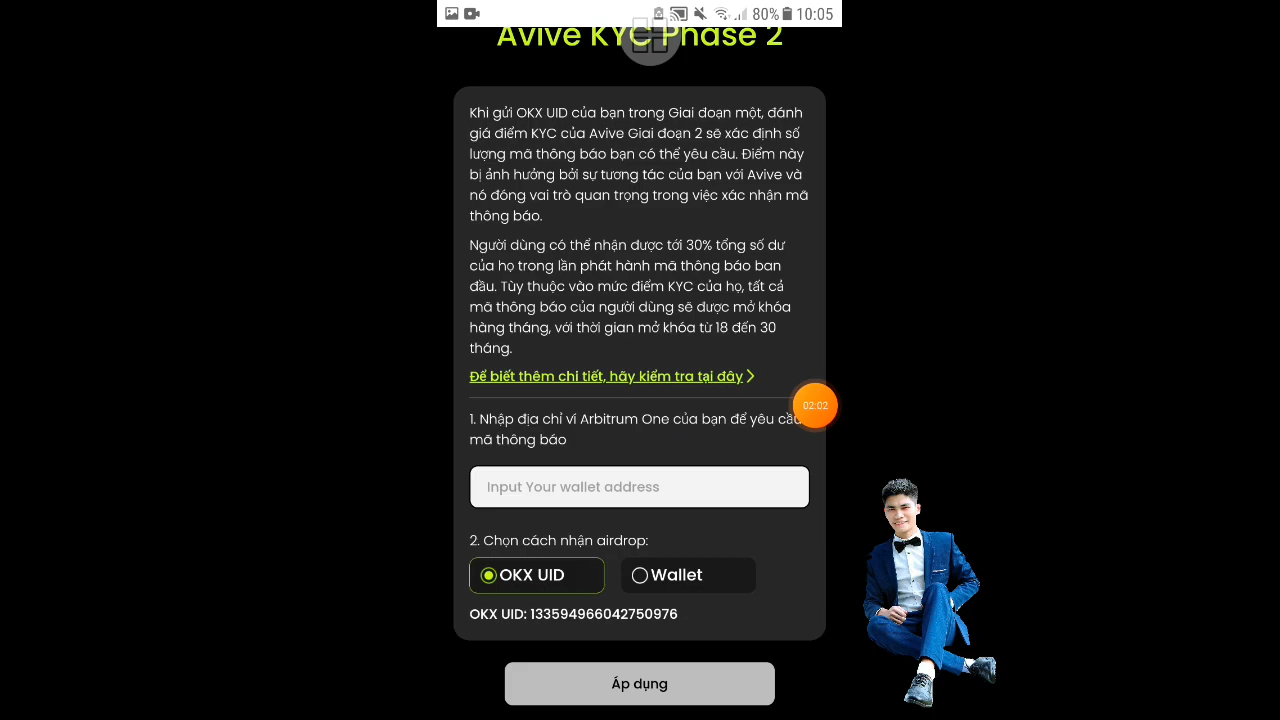 80% 10:05
Avive KYC Phase 2
Khi gửi OKX UID của bạn trong Giai đoạn một, đánh
giá điểm KYC của Avive Giai đoạn 2 sẽ xác định số
lượng mã thông báo bạn có thể yêu cầu. Điểm này
bị ảnh hưởng bởi sự tương tác của bạn với Avive và
nó đóng vai trò quan trọng trong việc xác nhận mã
thông báo.
Người dùng có thể nhận được tới 30% tổng số dư
của họ trong lần phát hành mã thông báo ban
đầu. Tùy thuộc vào mức điểm KYC của họ, tất cả
mã thông báo của người dùng sẽ được mở khóa
hàng tháng, với thời gian mở khóa từ 18 đến 30
tháng.
Để biết thêm chi tiết, hãy kiểm tra tại đây
02:02
1. Nhập địa chỉ ví Arbitrum One của bạn để yêu cầu
mã thông báo
Input Your wallet address
2. Chọn cách nhận airdrop:
OKX UID Wallet
OKX UID: 133594966042750976
Áp dụng